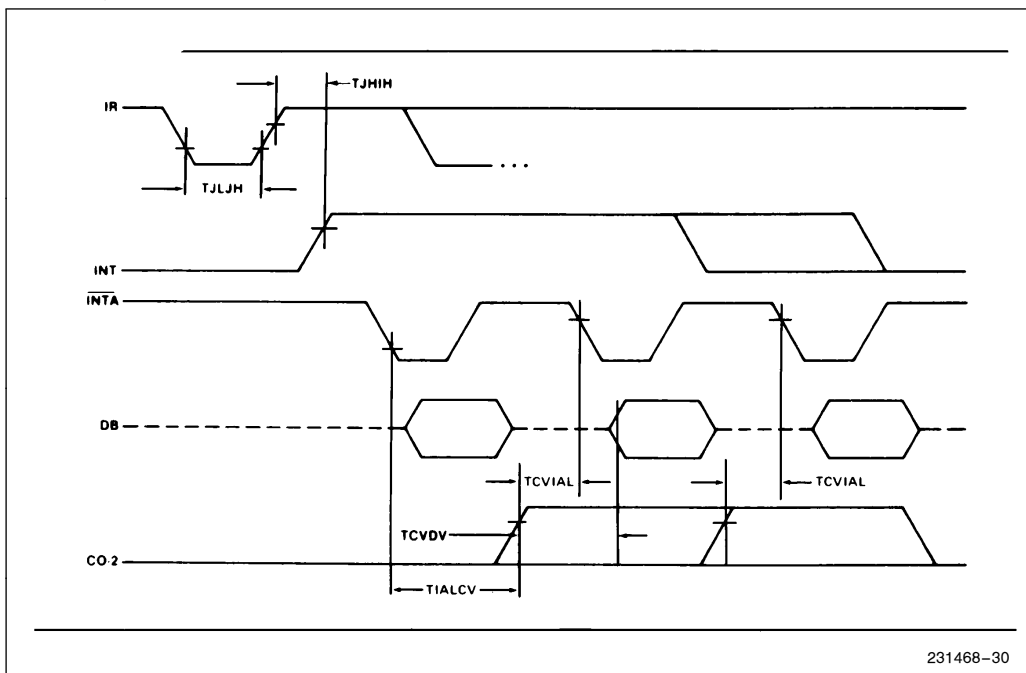 TJHIH
IR
TJLJH
...
INT
INTA
DB
TCVIAL
TCVIAL
TCVDV
CO-2
TIALCV
231468–30